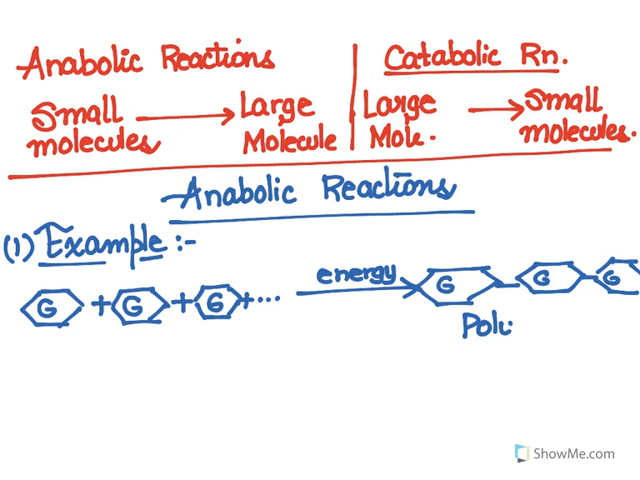 Anabolic Reactions
Small molecules → Large Molecule
Catabolic Rn.
Large Mole. → Small molecules.
Anabolic Reactions
(1) Example :-
G + G + G + ... energy → G - G - G
Pol
ShowMe.com